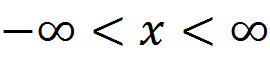 −∞ < 𝑥 < ∞